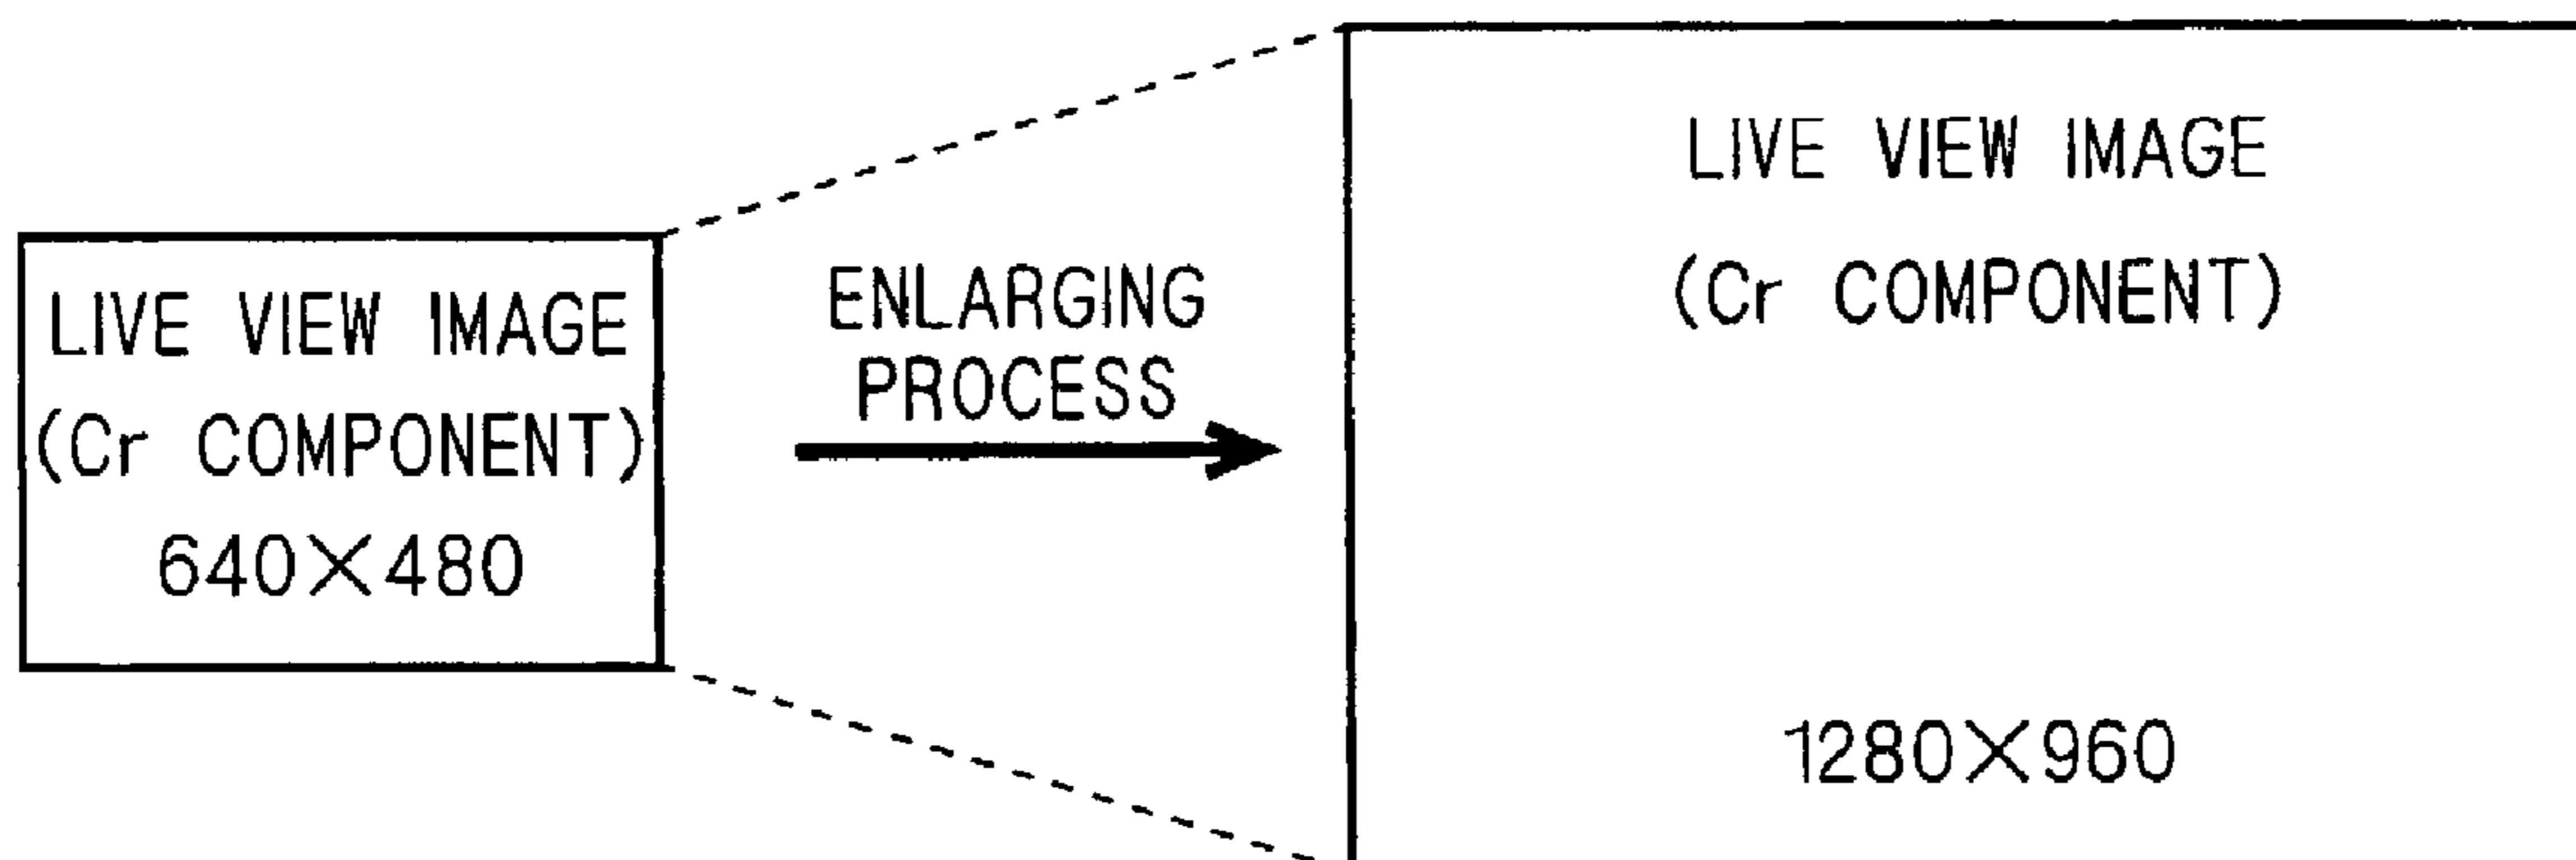 LIVE VIEW IMAGE
(Cr COMPONENT)
640×480
ENLARGING
PROCESS
LIVE VIEW IMAGE
(Cr COMPONENT)
1280×960